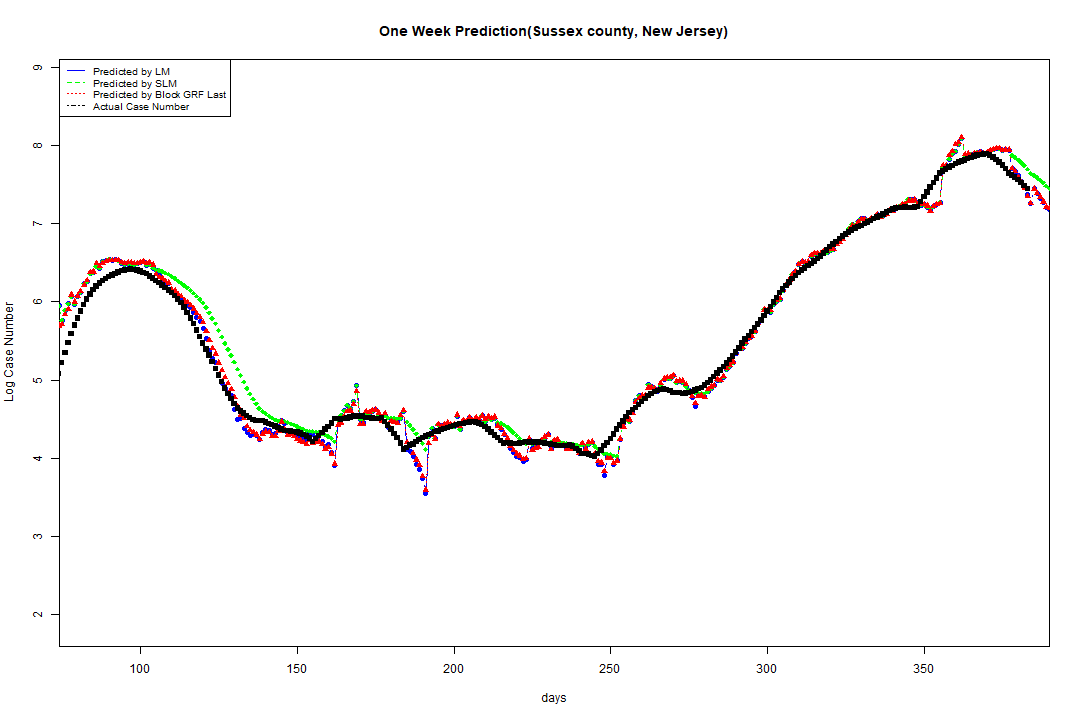 One Week Prediction(Sussex county, New Jersey)
Predicted by LM
Predicted by SLM
Predicted by Block GRF Last
Actual Case Number
9
8
7
6
5
4
3
2
Log Case Number
100 150 200 250 300 350
days